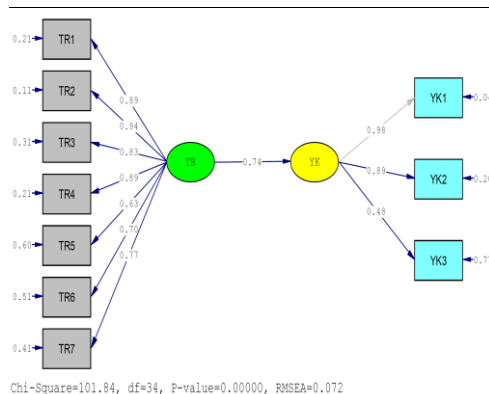 0.21
TR1
0.11
TR2
0.31
TR3
0.21
TR4
0.60
TR5
0.51
TR6
0.41
TR7
0.89
0.94
0.83
0.89
0.63
0.70
0.77
TR
0.74
YK
0.98
0.89
0.48
YK1
YK2
YK3
Chi-Square=101.84, df=34, P-value=0.00000, RMSEA=0.072